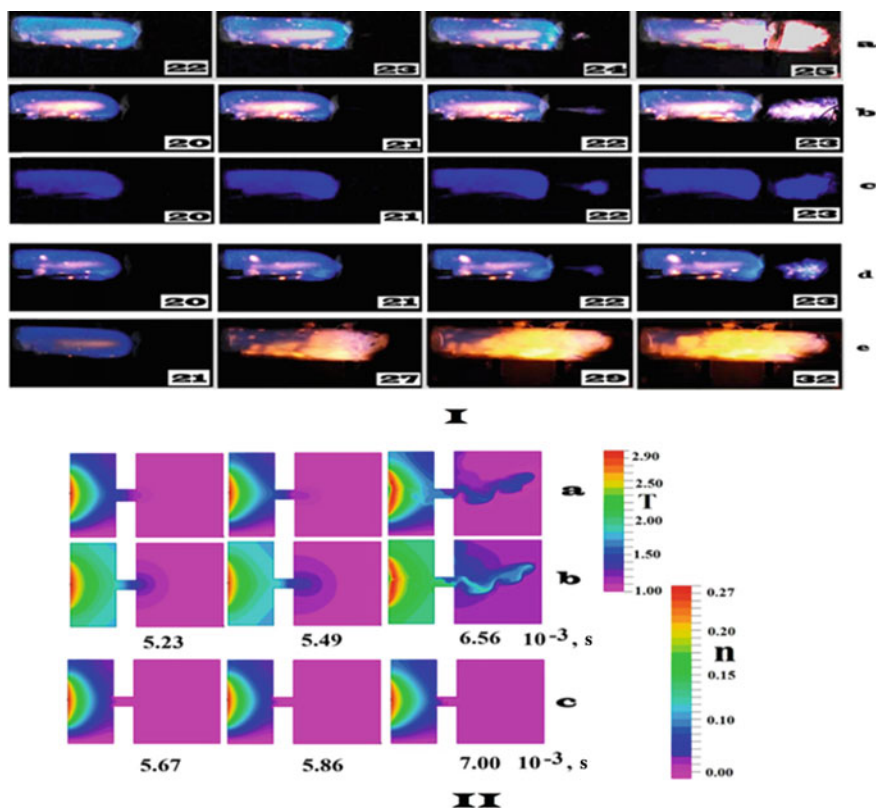 22 23 24 25 a
20 21 22 23 b
20 21 22 23 c
20 21 22 23 d
21 27 29 32 e
I
a
b
5.23 5.49 6.56 10-3, s
c
5.67 5.86 7.00 10-3, s
2.90
2.50
T
2.00
1.50
1.00
0.27
0.20
n
0.15
0.10
0.00
II